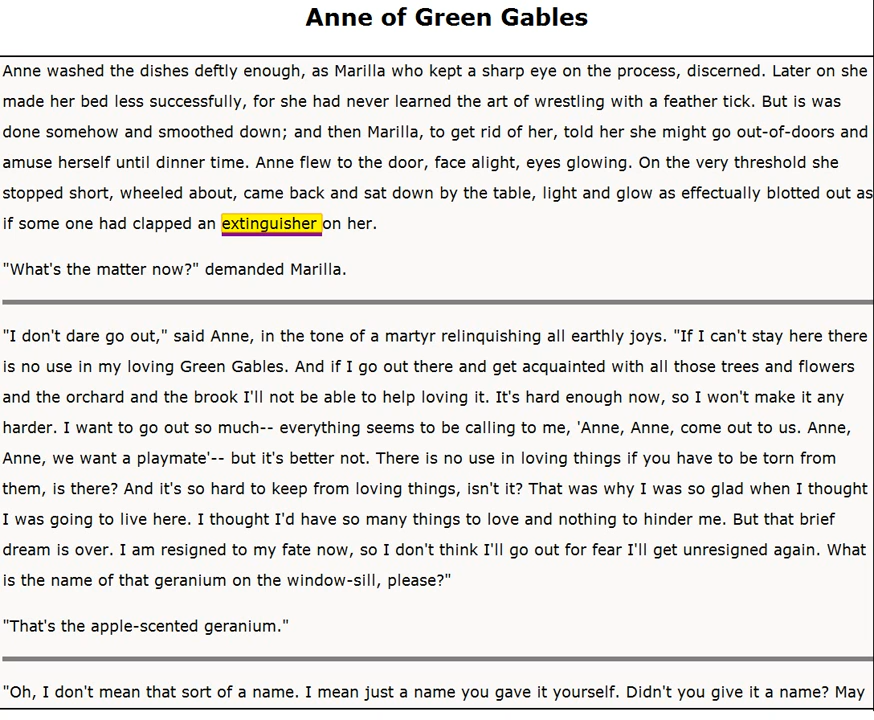 Anne of Green Gables
Anne washed the dishes deftly enough, as Marilla who kept a sharp eye on the process, discerned. Later on she
made her bed less successfully, for she had never learned the art of wrestling with a feather tick. But is was
done somehow and smoothed down; and then Marilla, to get rid of her, told her she might go out-of-doors and
amuse herself until dinner time. Anne flew to the door, face alight, eyes glowing. On the very threshold she
stopped short, wheeled about, came back and sat down by the table, light and glow as effectually blotted out as
if some one had clapped an extinguisher on her.
"What's the matter now?" demanded Marilla.
"I don't dare go out," said Anne, in the tone of a martyr relinquishing all earthly joys. "If I can't stay here there
is no use in my loving Green Gables. And if I go out there and get acquainted with all those trees and flowers
and the orchard and the brook I'll not be able to help loving it. It's hard enough now, so I won't make it any
harder. I want to go out so much-- everything seems to be calling to me, 'Anne, Anne, come out to us. Anne,
Anne, we want a playmate'-- but it's better not. There is no use in loving things if you have to be torn from
them, is there? And it's so hard to keep from loving things, isn't it? That was why I was so glad when I thought
I was going to live here. I thought I'd have so many things to love and nothing to hinder me. But that brief
dream is over. I am resigned to my fate now, so I don't think I'll go out for fear I'll get unresigned again. What
is the name of that geranium on the window-sill, please?"
"That's the apple-scented geranium."
"Oh, I don't mean that sort of a name. I mean just a name you gave it yourself. Didn't you give it a name? May